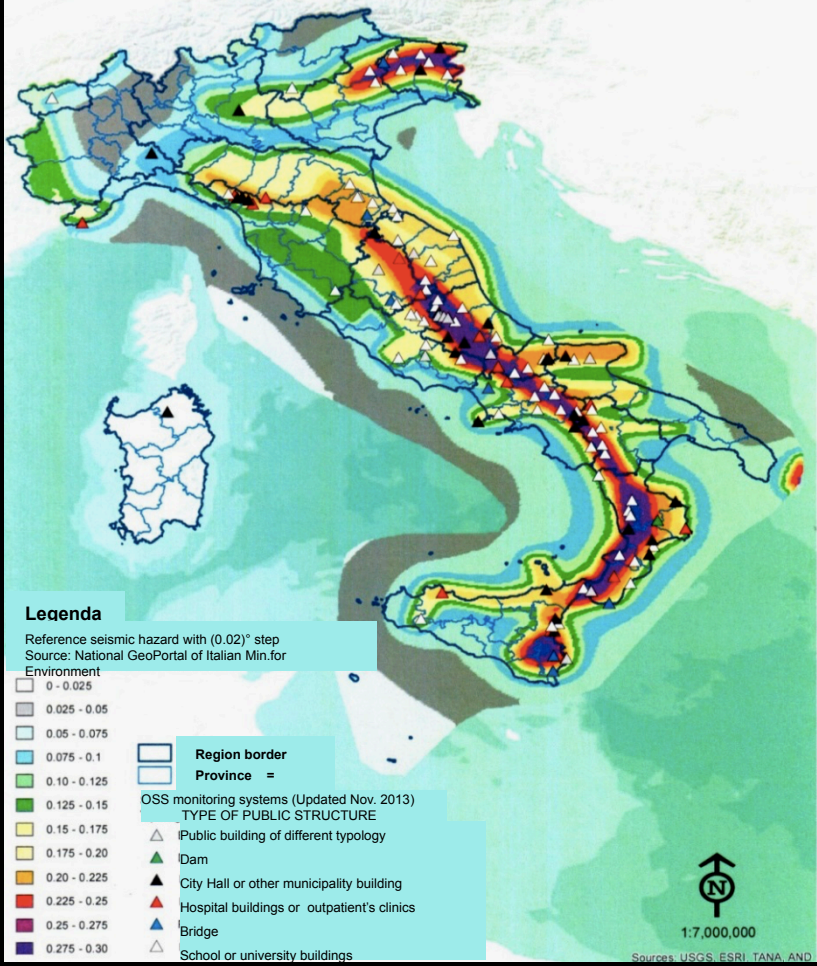 Legenda
Reference seismic hazard with (0.02)° step
Source: National GeoPortal of Italian Min.for
Environment
0 - 0.025
0.025 - 0.05
0.05 - 0.075
0.075 - 0.1
0.10 - 0.125
0.125 - 0.15
0.15 - 0.175
0.175 - 0.20
0.20 - 0.225
0.225 - 0.25
0.25 - 0.275
0.275 - 0.30
Region border
Province =
OSS monitoring systems (Updated Nov. 2013)
TYPE OF PUBLIC STRUCTURE
Public building of different typology
Dam
City Hall or other municipality building
Hospital buildings or outpatient's clinics
Bridge
School or university buildings
N
1:7,000,000
Sources: USGS, ESRI, TANA, AND